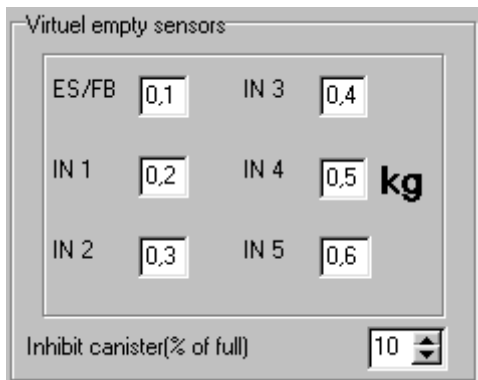 Virtuel empty sensors
ES/FB 0,1 IN 3 0,4
IN 1 0,2 IN 4 0,5 kg
IN 2 0,3 IN 5 0,6
Inhibit canister(% of full) 10